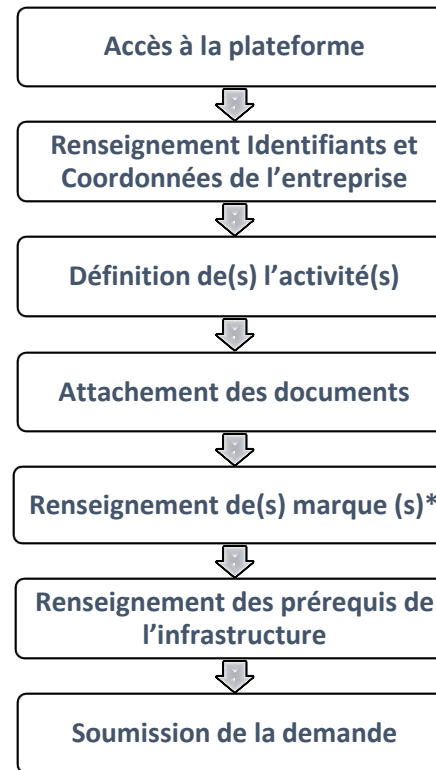 Accès à la plateforme
Renseignement Identifiants et
Coordonnées de l’entreprise
Définition de(s) l’activité(s)
Attachement des documents
Renseignement de(s) marque (s)*
Renseignement des prérequis de
l’infrastructure
Soumission de la demande